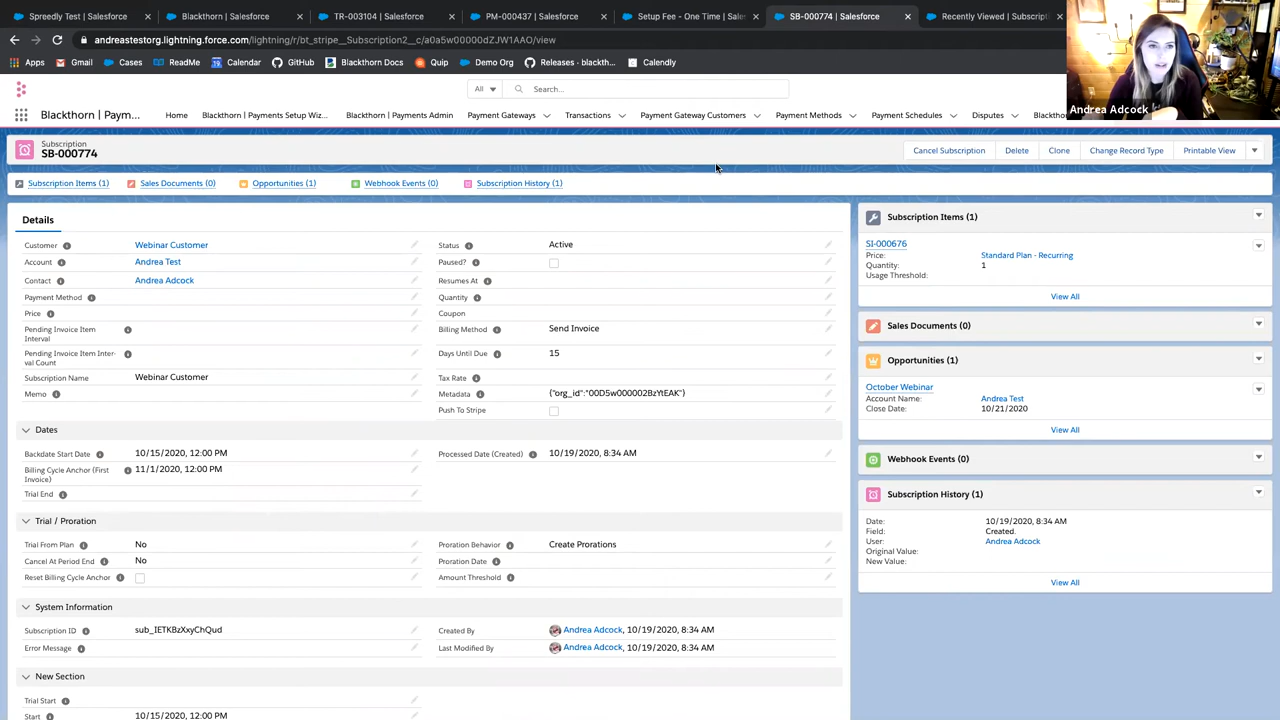 Spreedly Test | Salesforce
Blackthorn | Salesforce
TR-003104 | Salesforce
PM-000437 | Salesforce
Setup Fee - One Time | Sales
SB-000774 | Salesforce
Recently Viewed | Subscripti
andreastestorg.lightning.force.com/lightning/r/bt_stripe__Subscription2__c/a0a5w00000dZJW1AAO/view
Apps
Gmail
Cases
ReadMe
Calendar
GitHub
Blackthorn Docs
Quip
Demo Org
Releases · blackth...
Calendly
Andrea Adcock
All
Search...
Blackthorn | Paym...
Home
Blackthorn | Payments Setup Wiz...
Blackthorn | Payments Admin
Payment Gateways
Transactions
Payment Gateway Customers
Payment Methods
Payment Schedules
Disputes
Blacktho
Subscription
SB-000774
Cancel Subscription
Delete
Clone
Change Record Type
Printable View
Subscription Items (1)
Sales Documents (0)
Opportunities (1)
Webhook Events (0)
Subscription History (1)
Details
Customer
Webinar Customer
Account
Andrea Test
Contact
Andrea Adcock
Payment Method
Price
Pending Invoice Item
Interval
Pending Invoice Item Inter-
val Count
Subscription Name
Webinar Customer
Memo
Status
Active
Paused?
Resumes At
Quantity
Coupon
Billing Method
Send Invoice
Days Until Due
15
Tax Rate
Metadata
{"org_id":"00D5w000002BzYtEAK"}
Push To Stripe
Dates
Backdate Start Date
10/15/2020, 12:00 PM
Billing Cycle Anchor (First
Invoice)
11/1/2020, 12:00 PM
Trial End
Processed Date (Created)
10/19/2020, 8:34 AM
Trial / Proration
Trial From Plan
No
Cancel At Period End
No
Reset Billing Cycle Anchor
Proration Behavior
Create Prorations
Proration Date
Amount Threshold
System Information
Subscription ID
sub_IETKBzXxyChQud
Error Message
Created By
Andrea Adcock, 10/19/2020, 8:34 AM
Last Modified By
Andrea Adcock, 10/19/2020, 8:34 AM
New Section
Trial Start
Start
10/15/2020, 12:00 PM
Subscription Items (1)
SI-000676
Price:
Standard Plan - Recurring
Quantity:
1
Usage Threshold:
View All
Sales Documents (0)
Opportunities (1)
October Webinar
Account Name:
Andrea Test
Close Date:
10/21/2020
View All
Webhook Events (0)
Subscription History (1)
Date:
10/19/2020, 8:34 AM
Field:
Created.
User:
Andrea Adcock
Original Value:
New Value:
View All